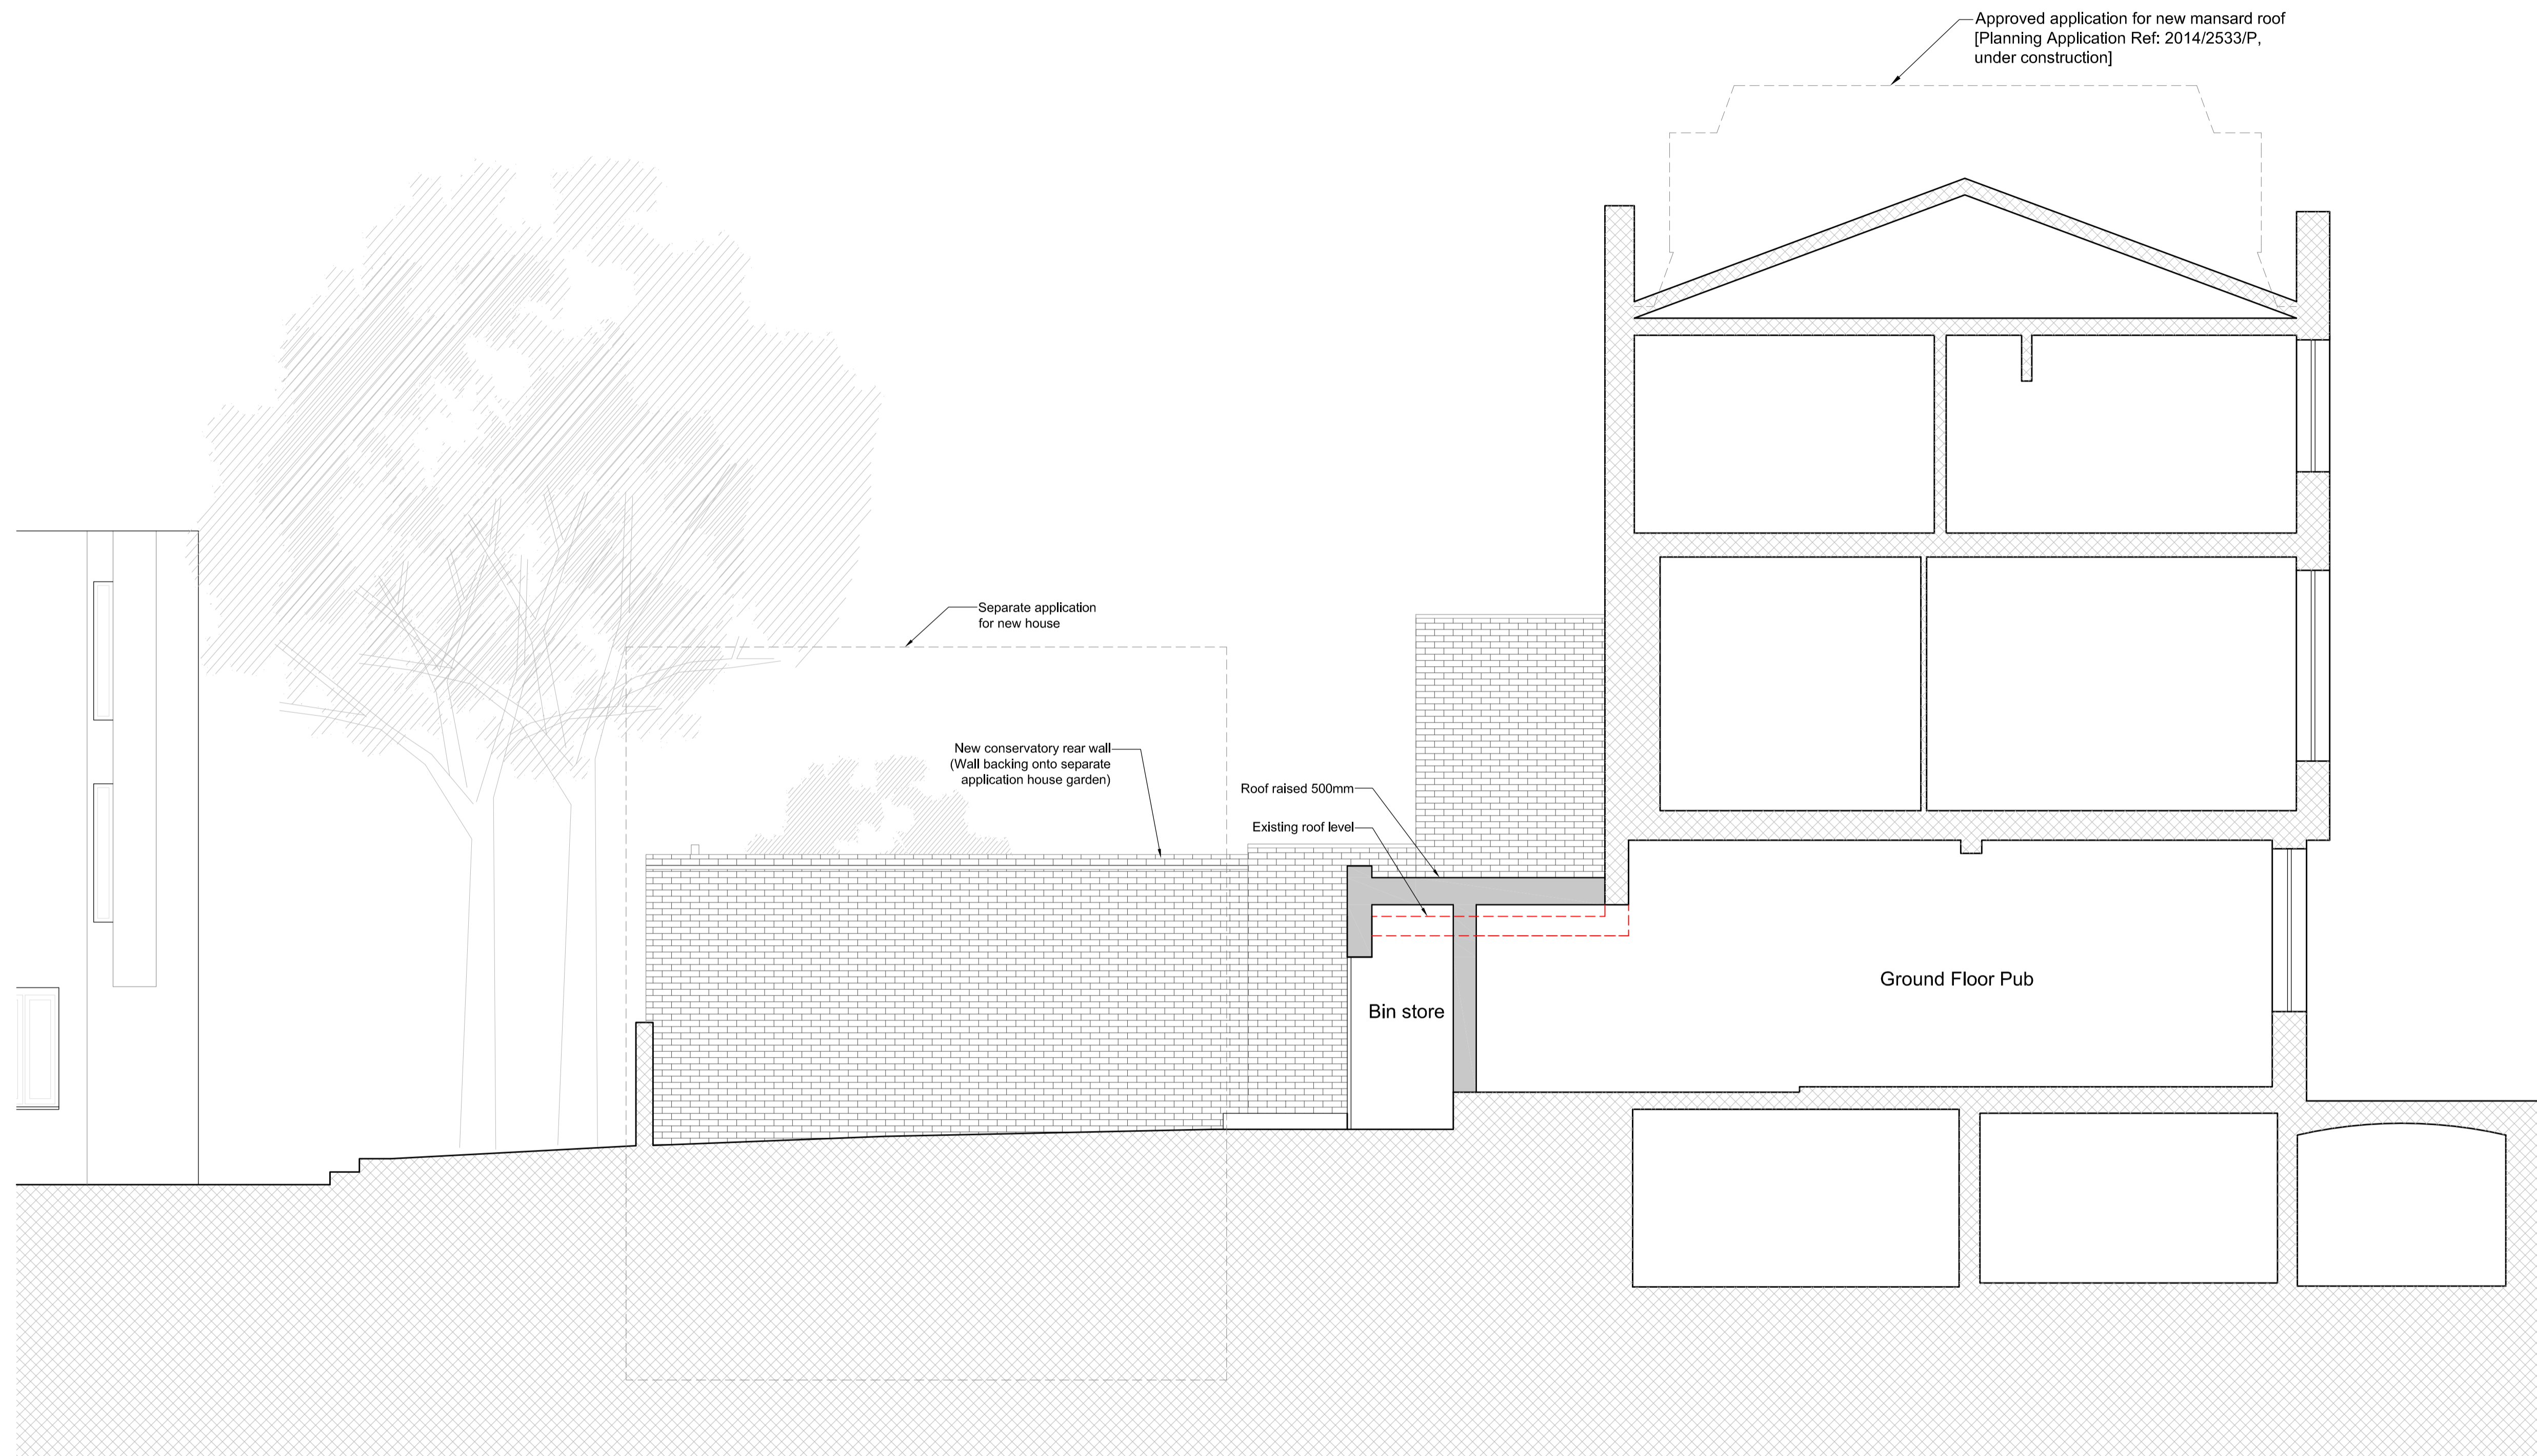 Approved application for new mansard roof
[Planning Application Ref: 2014/2533/P,
under construction]
Separate application
for new house
New conservatory rear wall
(Wall backing onto separate
application house garden)
Roof raised 500mm
Existing roof level
Ground Floor Pub
Bin store